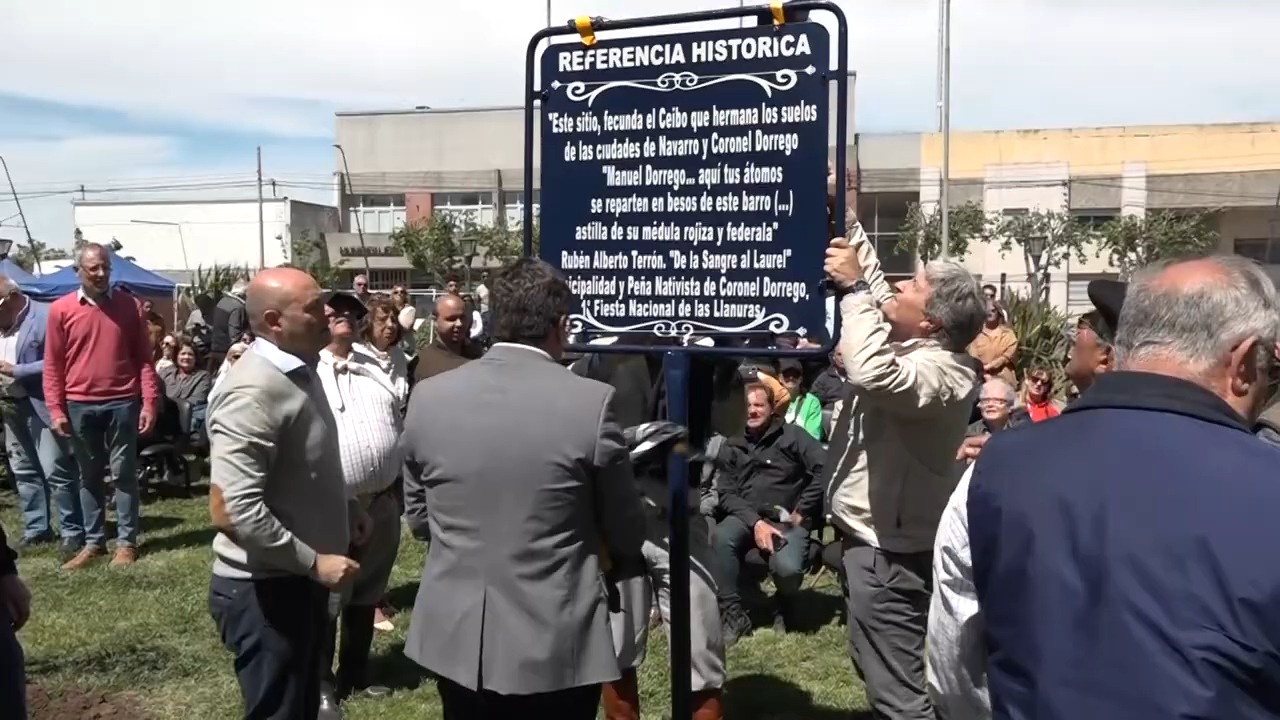 REFERENCIA HISTORICA
"Este sitio, fecunda el Ceibo que hermana los suelos
de las ciudades de Navarro y Coronel Dorrego
"Manuel Dorrego... aquí tus átomos
se reparten en besos de este barro (...)
astilla de su médula rojiza y federala"
Rubén Alberto Terrón. "De la Sangre al Laurel"
icipalidad y Peña Nativista de Coronel Dorrego,
1° Fiesta Nacional de las Llanuras